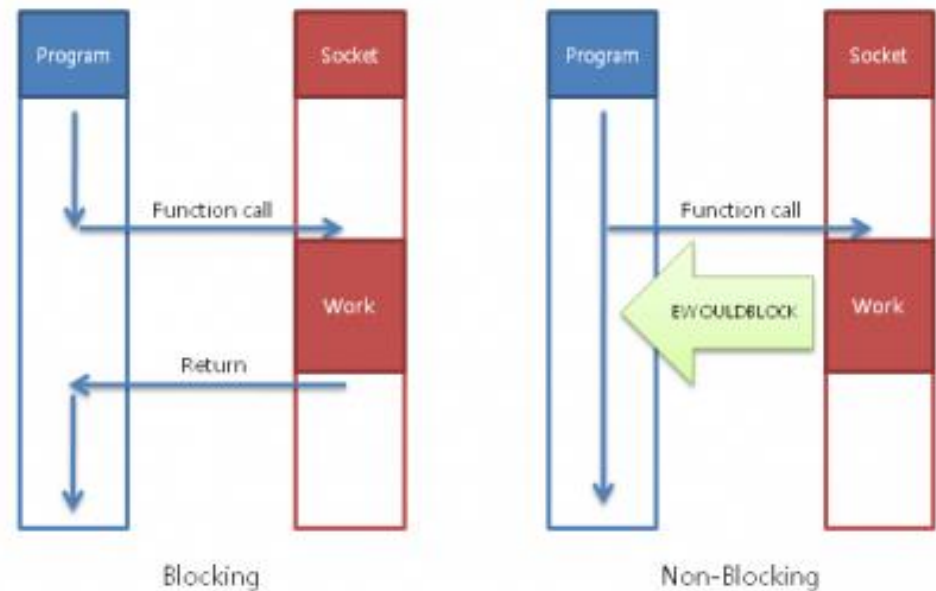 Program
Socket
Function call
Work
Return
Blocking
Program
Socket
Function call
EWOULDBLOCK
Work
Non-Blocking